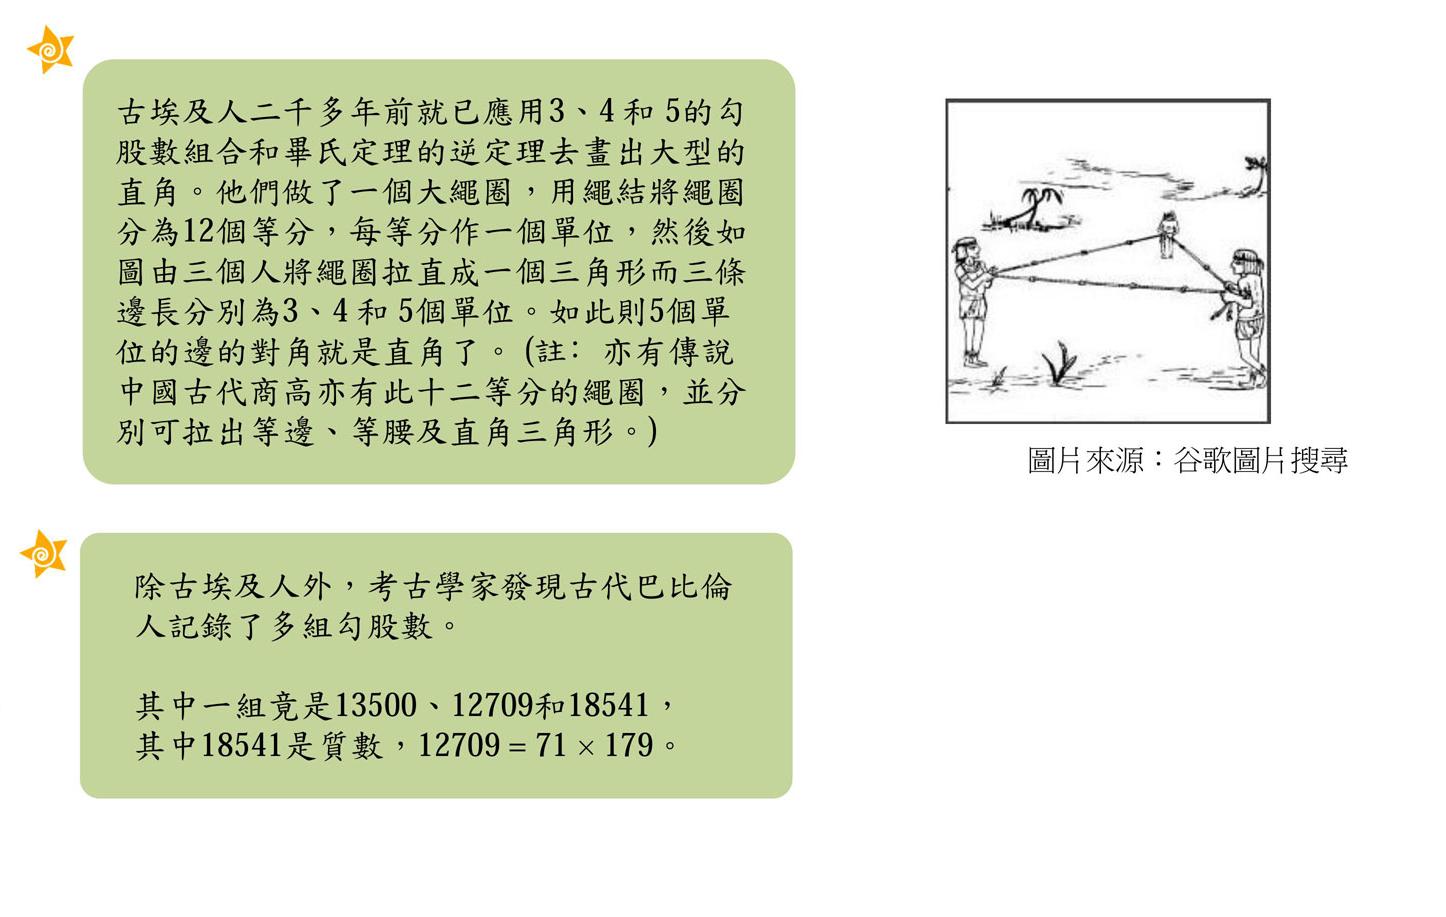 古埃及人二千多年前就已應用3、4 和 5的勾
股數組合和畢氏定理的逆定理去畫出大型的
直角。他們做了一個大繩圈，用繩結將繩圈
分為12個等分，每等分作一個單位，然後如
圖由三個人將繩圈拉直成一個三角形而三條
邊長分別為3、4 和 5個單位。如此則5個單
位的邊的對角就是直角了。(註： 亦有傳說
中國古代商高亦有此十二等分的繩圈，並分
別可拉出等邊、等腰及直角三角形。)
圖片來源：谷歌圖片搜尋
除古埃及人外，考古學家發現古代巴比倫
人記錄了多組勾股數。
其中一組竟是13500、12709和18541，
其中18541是質數，12709 = 71 × 179。